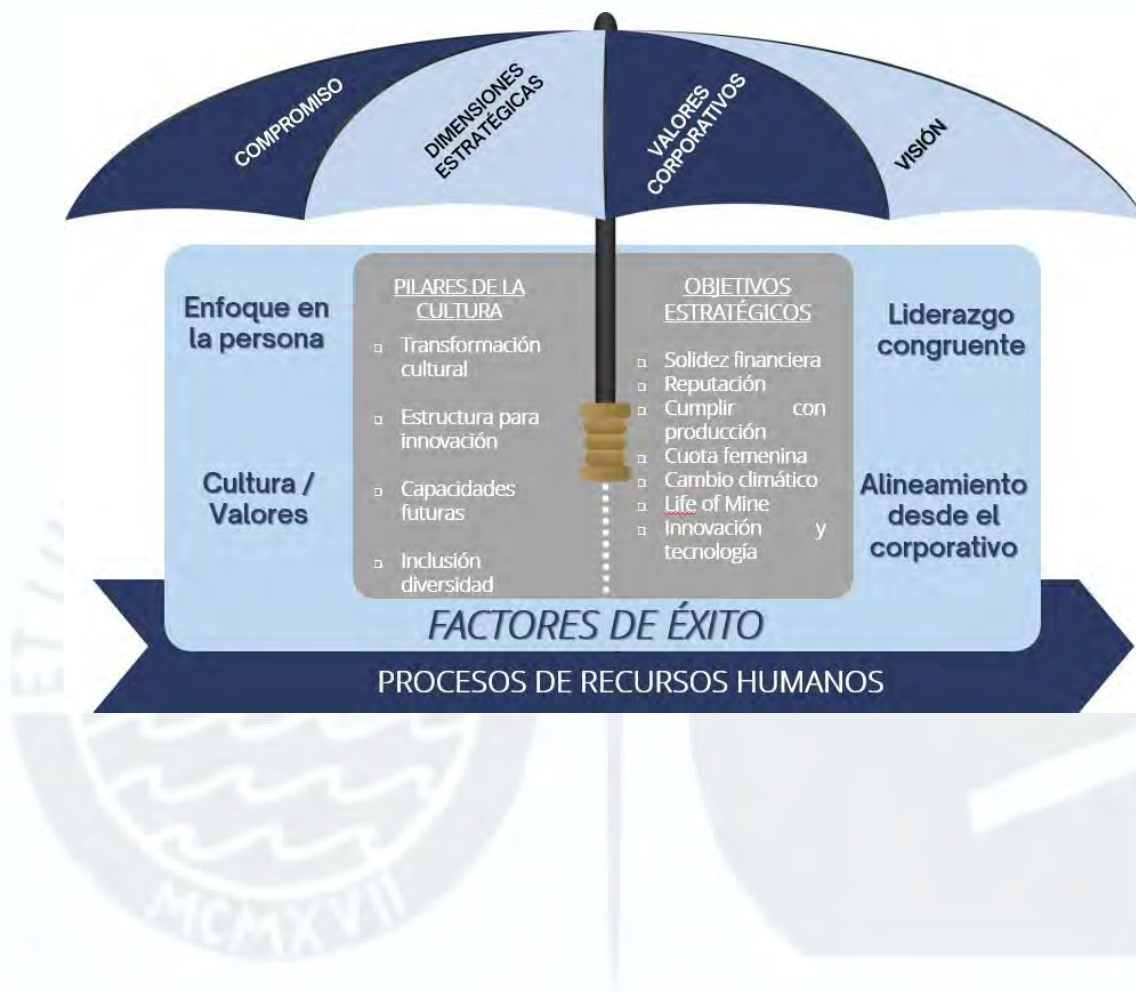 COMPROMISO
DIMENSIONES
ESTRATÉGICAS
VALORES
CORPORATIVOS
VISIÓN
Enfoque en
la persona
Cultura /
Valores
PILARES DE LA
CULTURA
Transformación
cultural
Estructura para
innovación
Capacidades
futuras
Inclusión
diversidad
OBJETIVOS
ESTRATÉGICOS
Solidez financiera
Reputación
Cumplir con
producción
Cuota femenina
Cambio climático
Life of Mine
Innovación y
tecnología
Liderazgo
congruente
Alineamiento
desde el
corporativo
FACTORES DE ÉXITO
PROCESOS DE RECURSOS HUMANOS
ET
MCMXVII